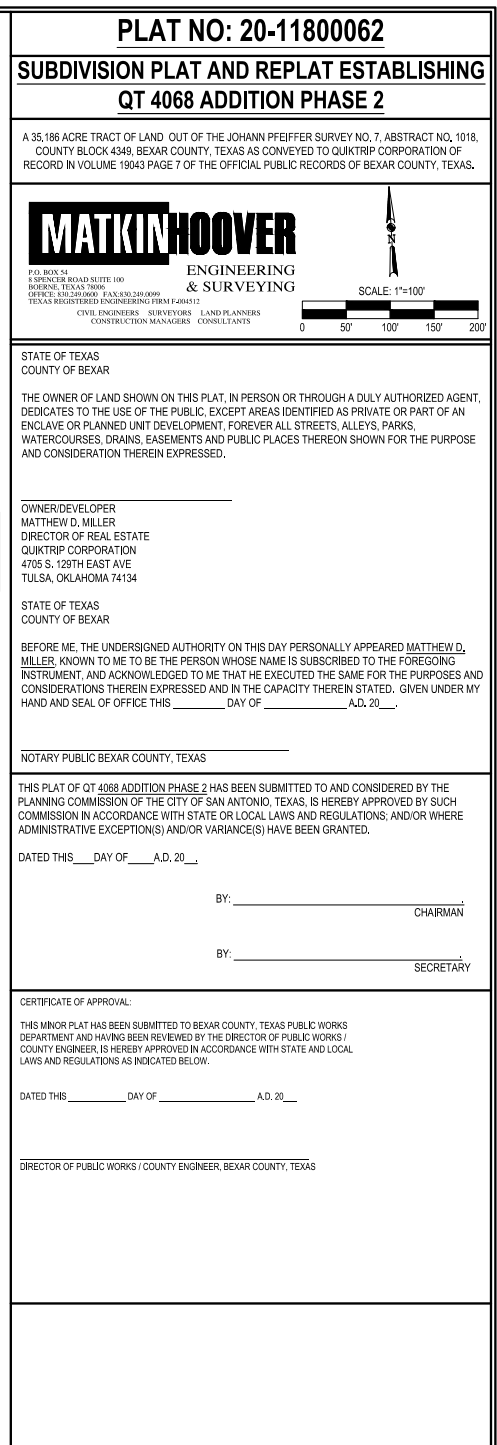 PLAT NO: 20-11800062
SUBDIVISION PLAT AND REPLAT ESTABLISHING
QT 4068 ADDITION PHASE 2
A 35.186 ACRE TRACT OF LAND OUT OF THE JOHANN PFEIFFER SURVEY NO. 7, ABSTRACT NO. 1018,
COUNTY BLOCK 4349, BEXAR COUNTY, TEXAS AS CONVEYED TO QUIKTRIP CORPORATION OF
RECORD IN VOLUME 19043 PAGE 7 OF THE OFFICIAL PUBLIC RECORDS OF BEXAR COUNTY, TEXAS.
MATKINHOOVER
ENGINEERING
& SURVEYING
P.O. BOX 54
8 SPENCER ROAD SUITE 100
BOERNE, TEXAS 78006
OFFICE: 830.249.0600 FAX:830.249.0099
TEXAS REGISTERED ENGINEERING FIRM F-004512
CIVIL ENGINEERS SURVEYORS LAND PLANNERS
CONSTRUCTION MANAGERS CONSULTANTS
N
SCALE: 1"=100'
0 50' 100' 150' 200'
STATE OF TEXAS
COUNTY OF BEXAR
THE OWNER OF LAND SHOWN ON THIS PLAT, IN PERSON OR THROUGH A DULY AUTHORIZED AGENT,
DEDICATES TO THE USE OF THE PUBLIC, EXCEPT AREAS IDENTIFIED AS PRIVATE OR PART OF AN
ENCLAVE OR PLANNED UNIT DEVELOPMENT, FOREVER ALL STREETS, ALLEYS, PARKS,
WATERCOURSES, DRAINS, EASEMENTS AND PUBLIC PLACES THEREON SHOWN FOR THE PURPOSE
AND CONSIDERATION THEREIN EXPRESSED.
OWNER/DEVELOPER
MATTHEW D. MILLER
DIRECTOR OF REAL ESTATE
QUIKTRIP CORPORATION
4705 S. 129TH EAST AVE
TULSA, OKLAHOMA 74134
STATE OF TEXAS
COUNTY OF BEXAR
BEFORE ME, THE UNDERSIGNED AUTHORITY ON THIS DAY PERSONALLY APPEARED MATTHEW D.
MILLER, KNOWN TO ME TO BE THE PERSON WHOSE NAME IS SUBSCRIBED TO THE FOREGOING
INSTRUMENT, AND ACKNOWLEDGED TO ME THAT HE EXECUTED THE SAME FOR THE PURPOSES AND
CONSIDERATIONS THEREIN EXPRESSED AND IN THE CAPACITY THEREIN STATED. GIVEN UNDER MY
HAND AND SEAL OF OFFICE THIS ________ DAY OF ____________ A.D. 20__.
NOTARY PUBLIC BEXAR COUNTY, TEXAS
THIS PLAT OF QT 4068 ADDITION PHASE 2 HAS BEEN SUBMITTED TO AND CONSIDERED BY THE
PLANNING COMMISSION OF THE CITY OF SAN ANTONIO, TEXAS, IS HEREBY APPROVED BY SUCH
COMMISSION IN ACCORDANCE WITH STATE OR LOCAL LAWS AND REGULATIONS; AND/OR WHERE
ADMINISTRATIVE EXCEPTION(S) AND/OR VARIANCE(S) HAVE BEEN GRANTED.
DATED THIS___DAY OF____A.D. 20__.
BY: ______________________________.
CHAIRMAN
BY: ______________________________.
SECRETARY
CERTIFICATE OF APPROVAL:
THIS MINOR PLAT HAS BEEN SUBMITTED TO BEXAR COUNTY, TEXAS PUBLIC WORKS
DEPARTMENT AND HAVING BEEN REVIEWED BY THE DIRECTOR OF PUBLIC WORKS /
COUNTY ENGINEER, IS HEREBY APPROVED IN ACCORDANCE WITH STATE AND LOCAL
LAWS AND REGULATIONS AS INDICATED BELOW.
DATED THIS __________ DAY OF ________________ A.D. 20__
DIRECTOR OF PUBLIC WORKS / COUNTY ENGINEER, BEXAR COUNTY, TEXAS